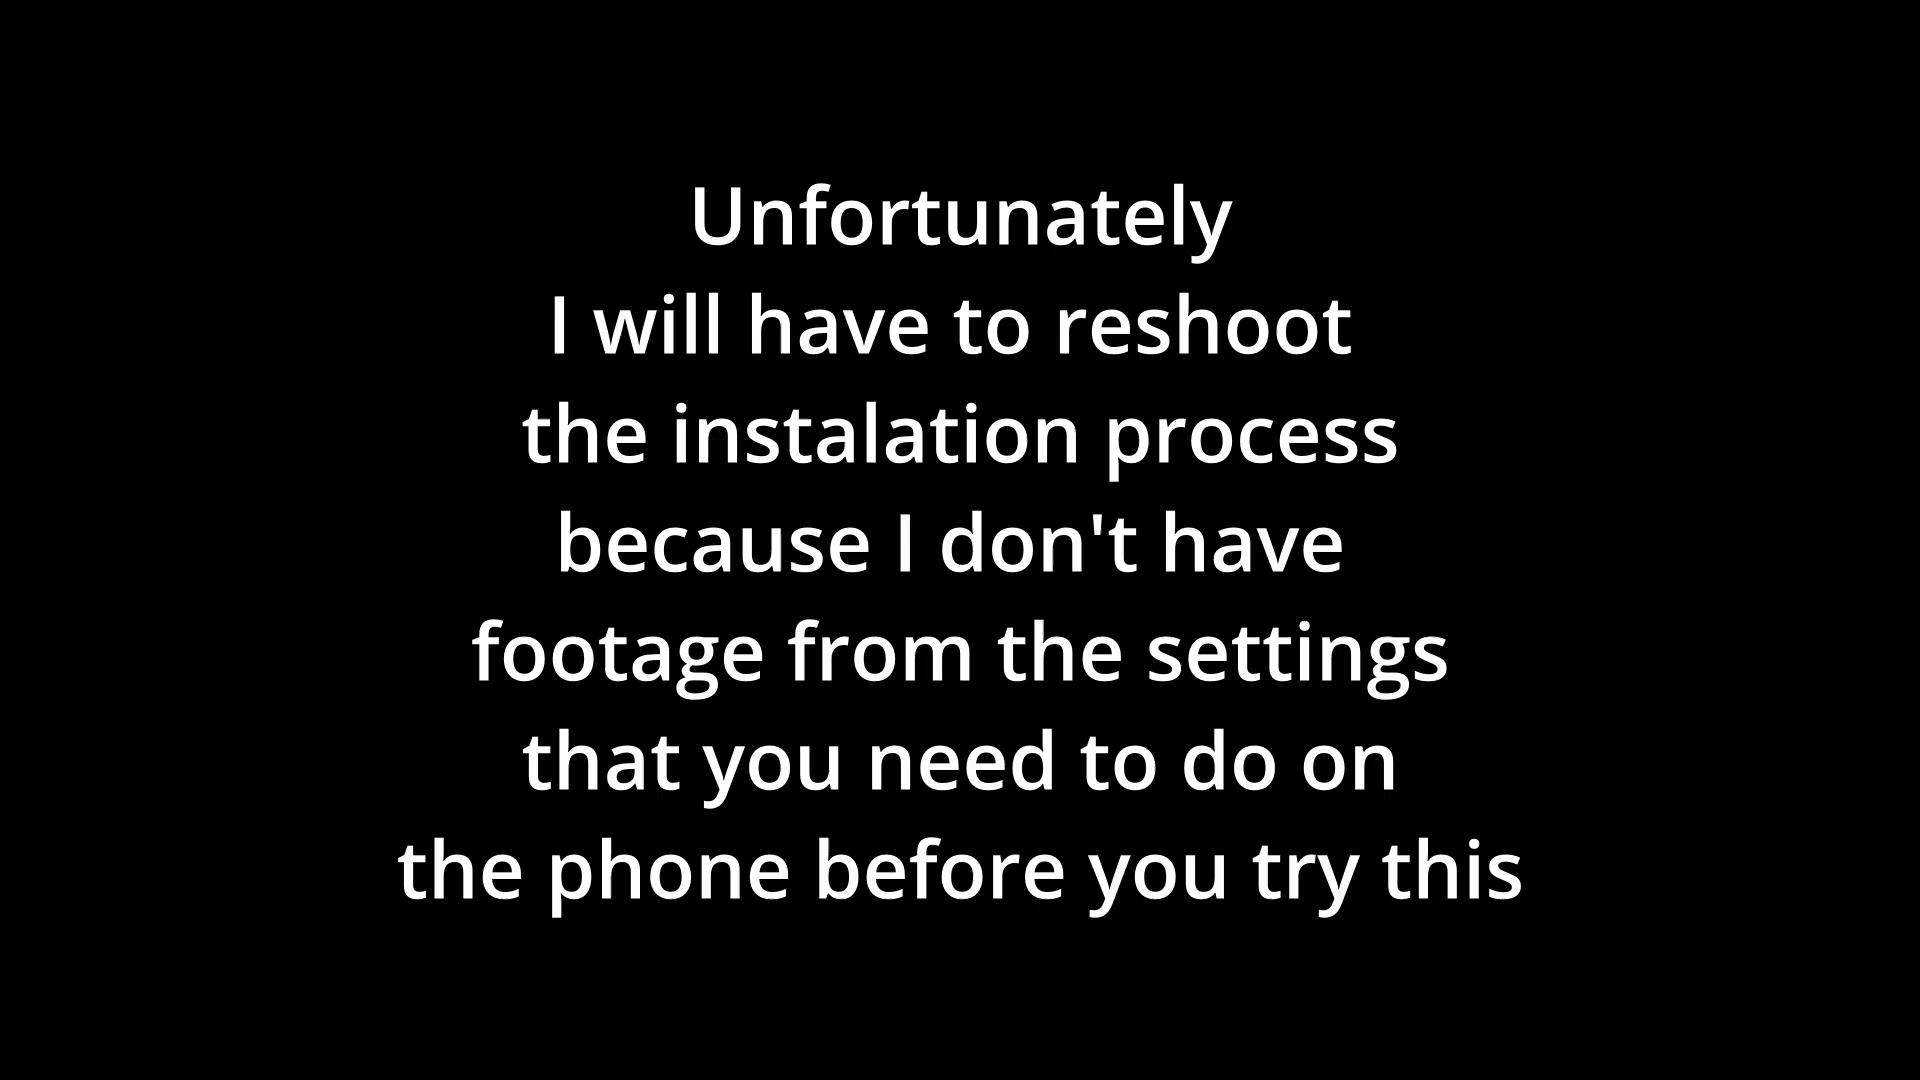 Unfortunately
I will have to reshoot
the instalation process
because I don't have
footage from the settings
that you need to do on
the phone before you try this